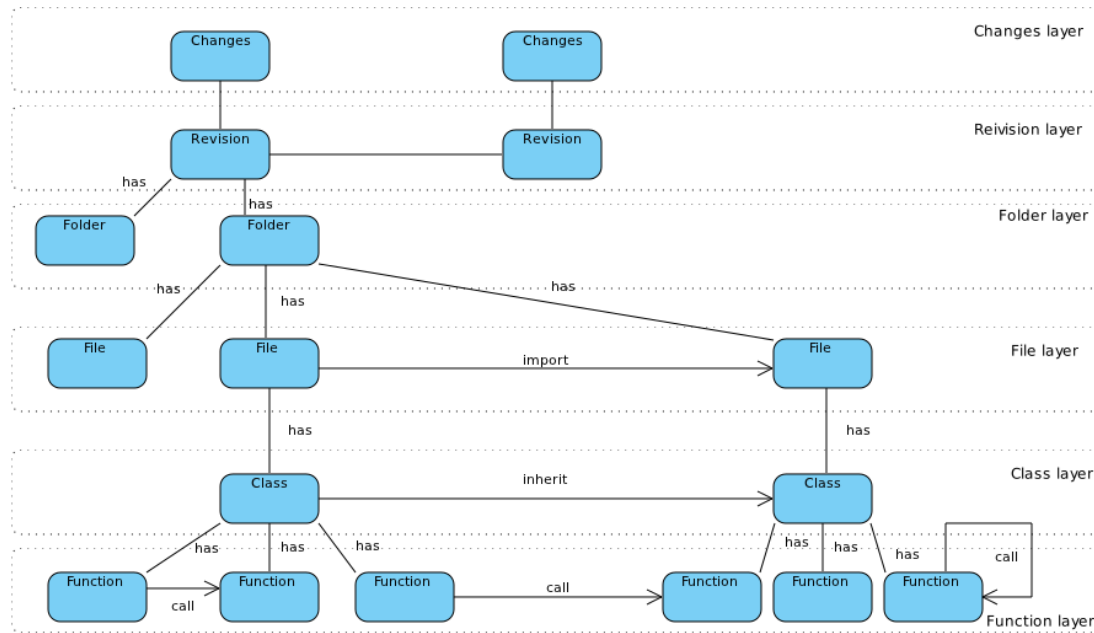 Changes layer
Changes
Changes
Reivision layer
Revision
Revision
has
has
Folder layer
Folder
Folder
has
has
has
File layer
File
File
File
import
has
has
Class layer
Class
Class
inherit
has
has
has
has
has
has
call
Function
Function
Function
Function
Function
Function
call
call
Function layer